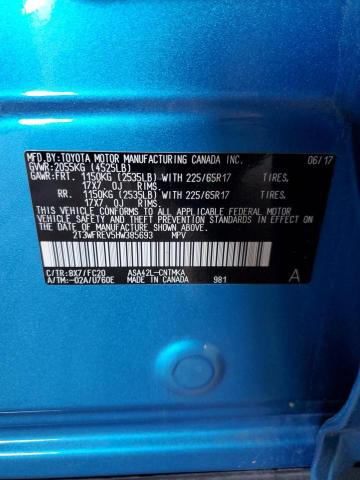 MFD.BY:TOYOTA MOTOR MANUFACTURING CANADA INC. 06/17
GVWR:2055KG (4525LB)
GAWR:FRT. 1150KG (2535LB) WITH 225/65R17 TIRES,
17X7 .0J RIMS.
RR. 1150KG (2535LB) WITH 225/65R17 TIRES,
17X7 .0J RIMS.
THIS VEHICLE CONFORMS TO ALL APPLICABLE FEDERAL MOTOR
VEHICLE SAFETY STANDARDS IN EFFECT ON THE DATE OF
MANUFACTURE SHOWN ABOVE.
2T3WFREV5HW385693 MPV
C/TR:8X7/FC20 ASA42L-CNTMKA A
A/TM:-02A/U760E MADE IN CANADA 981